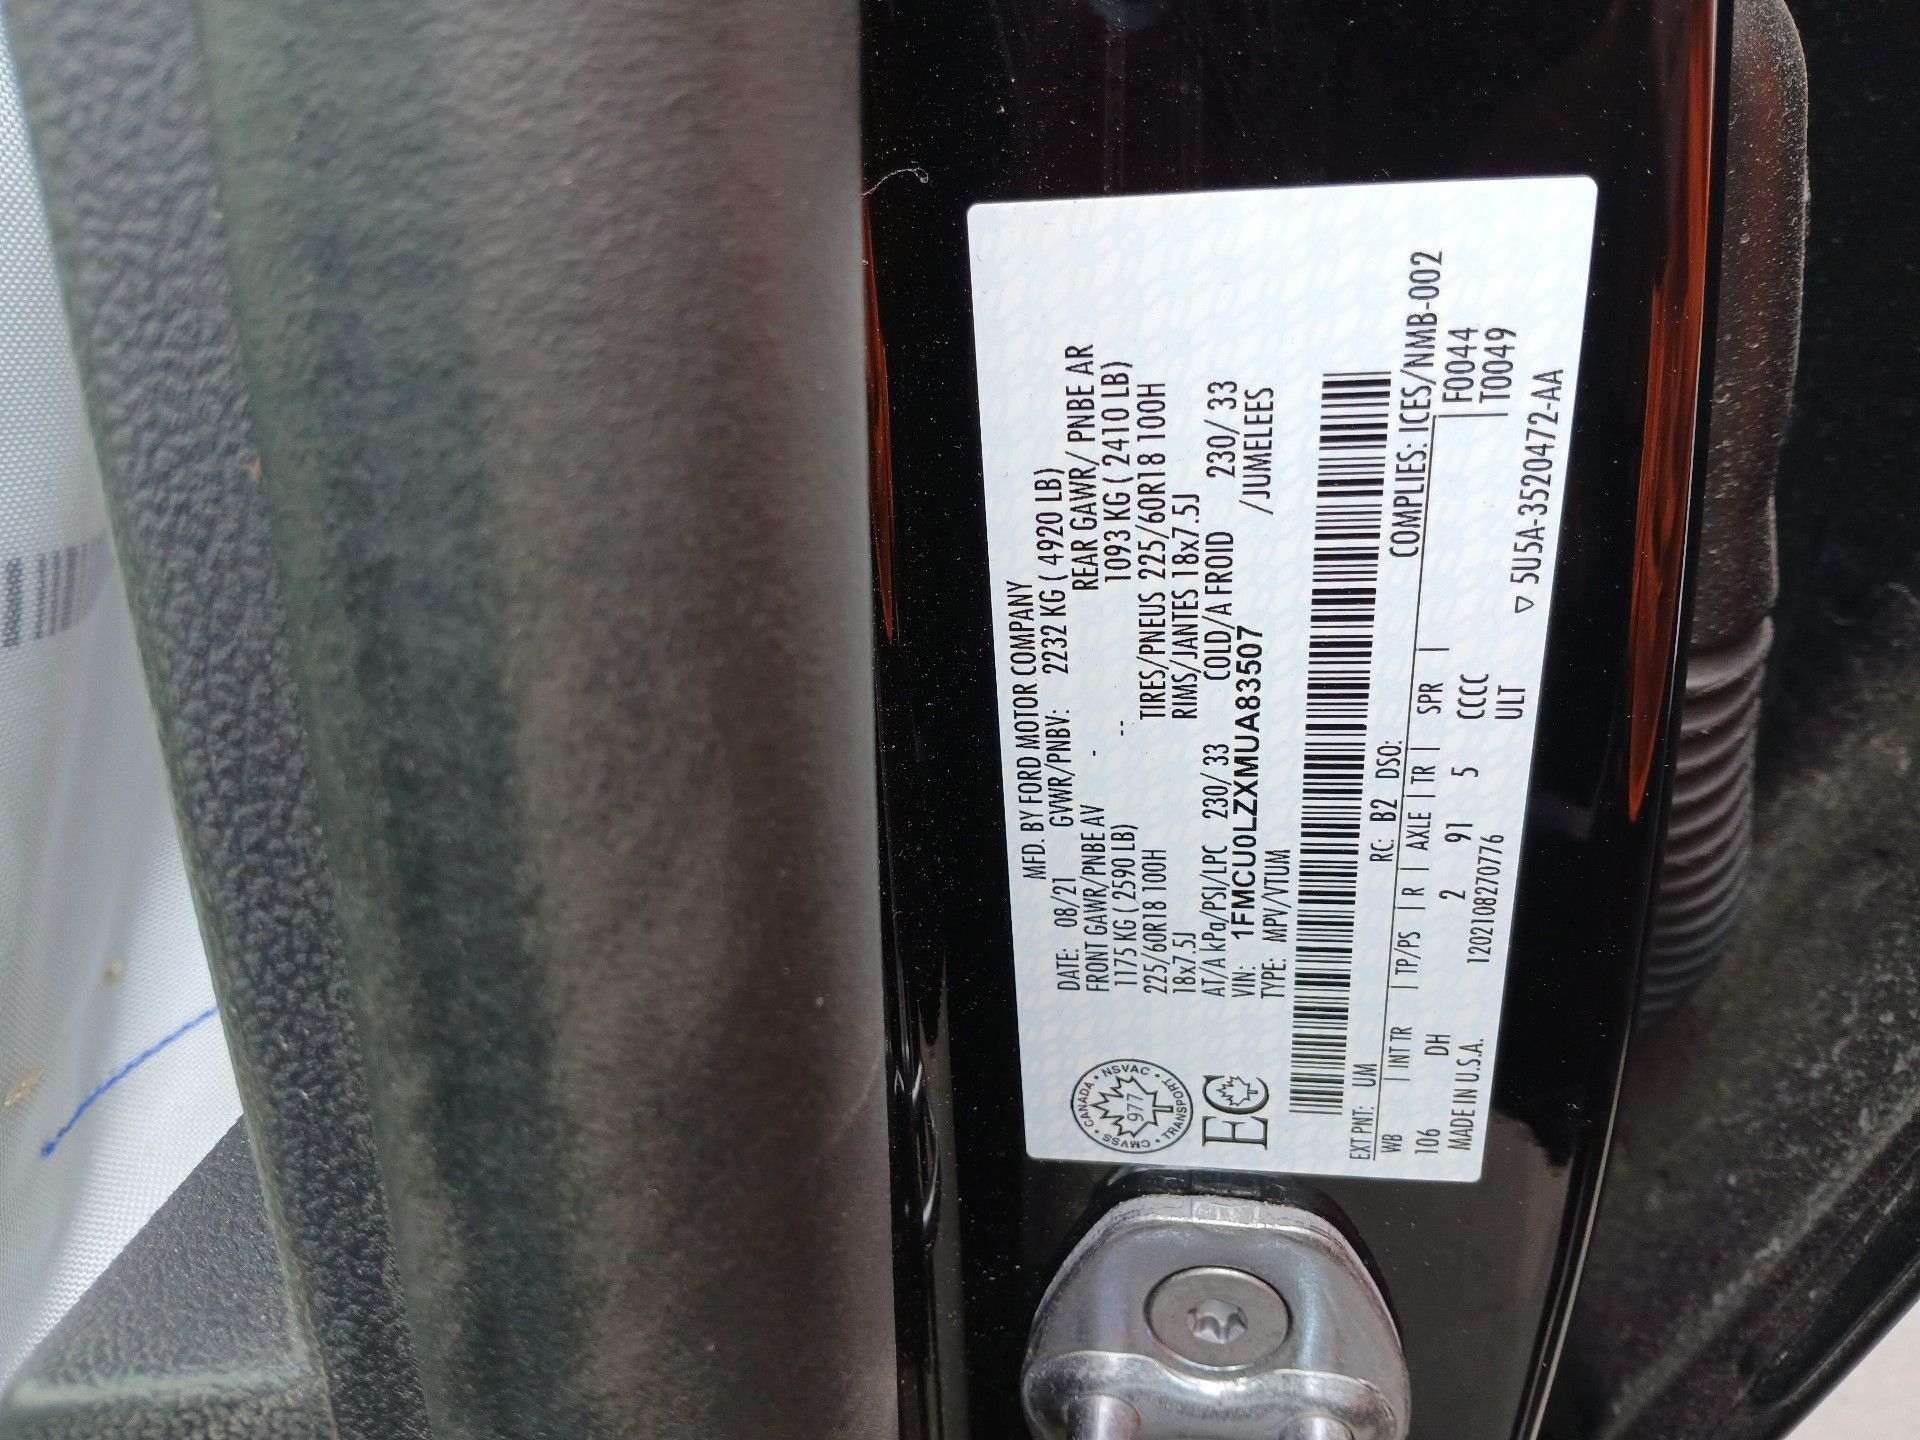 MFD. BY FORD MOTOR COMPANY
DATE: 08/21 GVWR/PNBV: 2232 KG ( 4920 LB)
FRONT GAWR/PNBE AV - REAR GAWR/ PNBE AR
1175 KG ( 2590 LB) -- 1093 KG ( 2410 LB)
225/60R18 100H TIRES/PNEUS 225/60R18 100H
18x7.5J RIMS/JANTES 18x7.5J
AT/A kPa/PSI/LPC 230/ 33 COLD/A FROID 230/ 33
VIN: 1FMCU0LZXMUA83507 /JUMELEES
TYPE: MPV/VTUM
CANADA • NSVAC • TRANSPORT • CMVSS •
977
EC
EXT PNT: UM RC: B2 DSO: COMPLIES: ICES/NMB-002
WB | INT TR | TP/PS | R | AXLE | TR | SPR | | F0044
106 DH 2 91 5 CCCC | T0049
MADE IN U.S.A. 120210827077​6 ULT
▽ 5U5A-3520472-AA